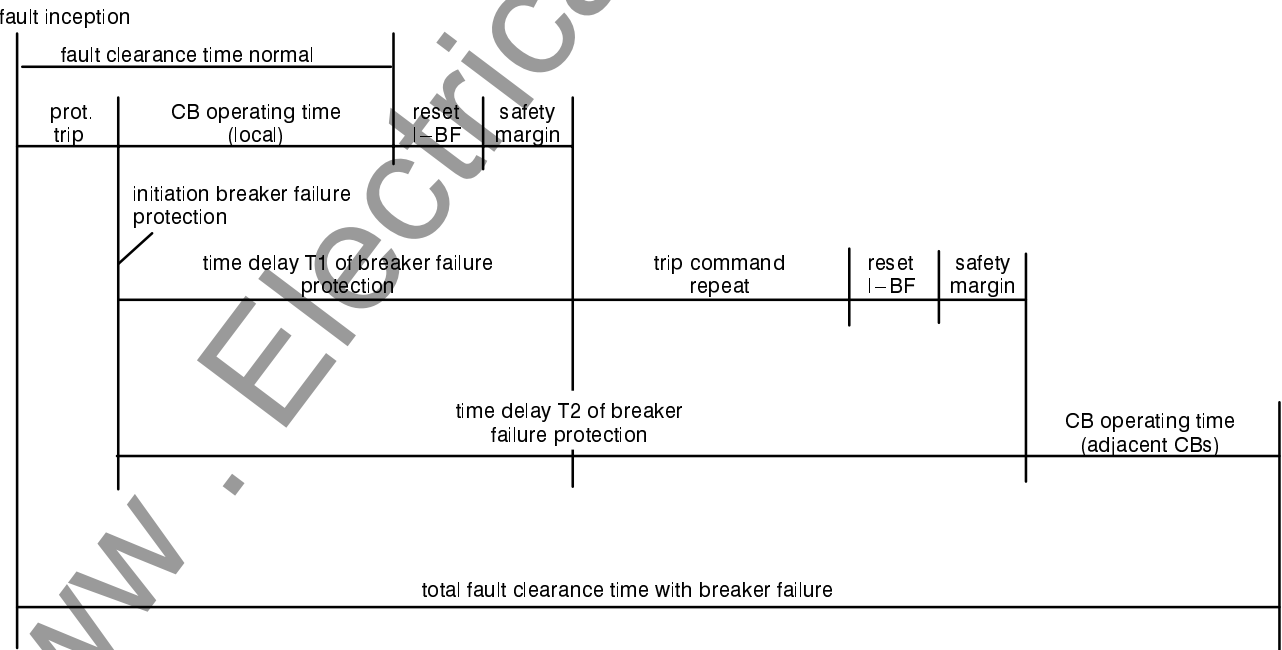 fault inception
fault clearance time normal
prot.
trip
CB operating time
(local)
reset
I–BF
safety
margin
initiation breaker failure
protection
time delay T1 of breaker failure
protection
trip command
repeat
reset
I–BF
safety
margin
time delay T2 of breaker
failure protection
CB operating time
(adjacent CBs)
total fault clearance time with breaker failure
ww . Electrica